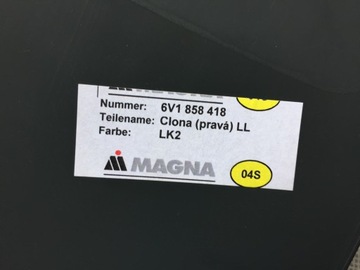 Nummer: 6V1 858 418
Teilename: Clona (pravá) LL
Farbe: LK2
MAGNA
04S